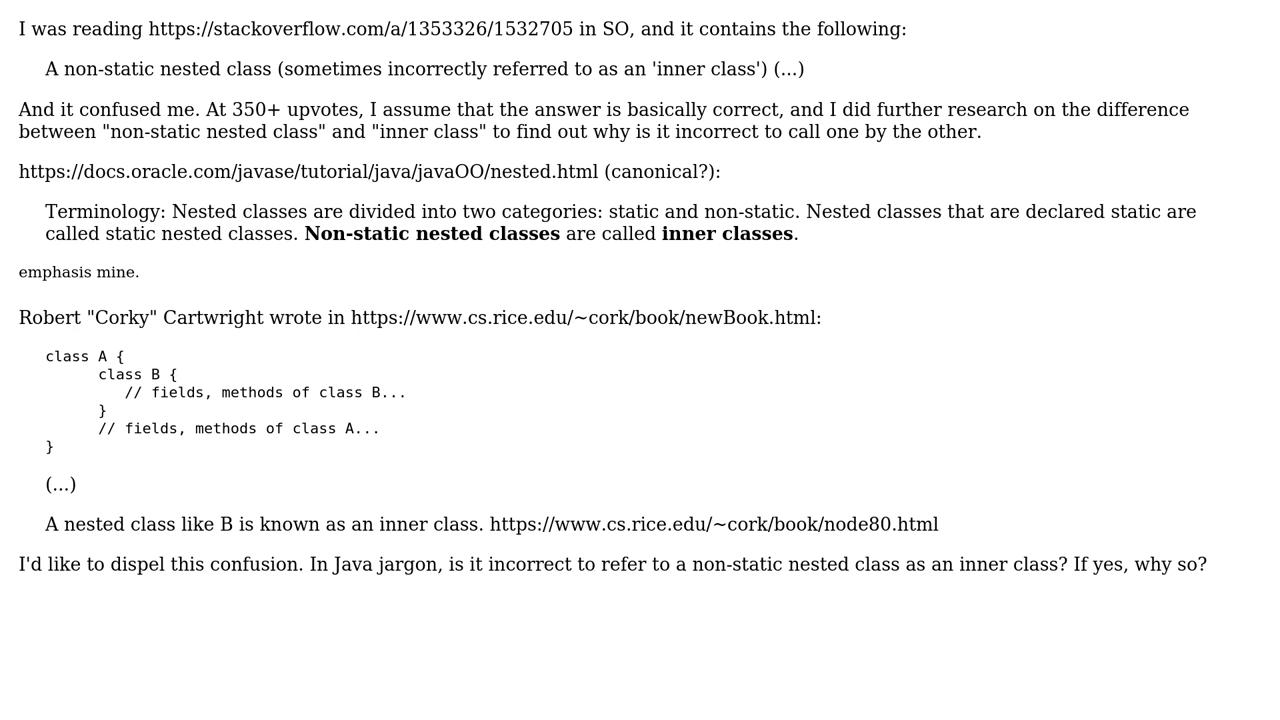 I was reading https://stackoverflow.com/a/1353326/1532705 in SO, and it contains the following:
A non-static nested class (sometimes incorrectly referred to as an 'inner class') (...)
And it confused me. At 350+ upvotes, I assume that the answer is basically correct, and I did further research on the difference
between "non-static nested class" and "inner class" to find out why is it incorrect to call one by the other.
https://docs.oracle.com/javase/tutorial/java/javaOO/nested.html (canonical?):
Terminology: Nested classes are divided into two categories: static and non-static. Nested classes that are declared static are
called static nested classes. Non-static nested classes are called inner classes.
emphasis mine.
Robert "Corky" Cartwright wrote in https://www.cs.rice.edu/~cork/book/newBook.html:
class A {
      class B {
         // fields, methods of class B...
      }
      // fields, methods of class A...
}
(...)
A nested class like B is known as an inner class. https://www.cs.rice.edu/~cork/book/node80.html
I'd like to dispel this confusion. In Java jargon, is it incorrect to refer to a non-static nested class as an inner class? If yes, why so?